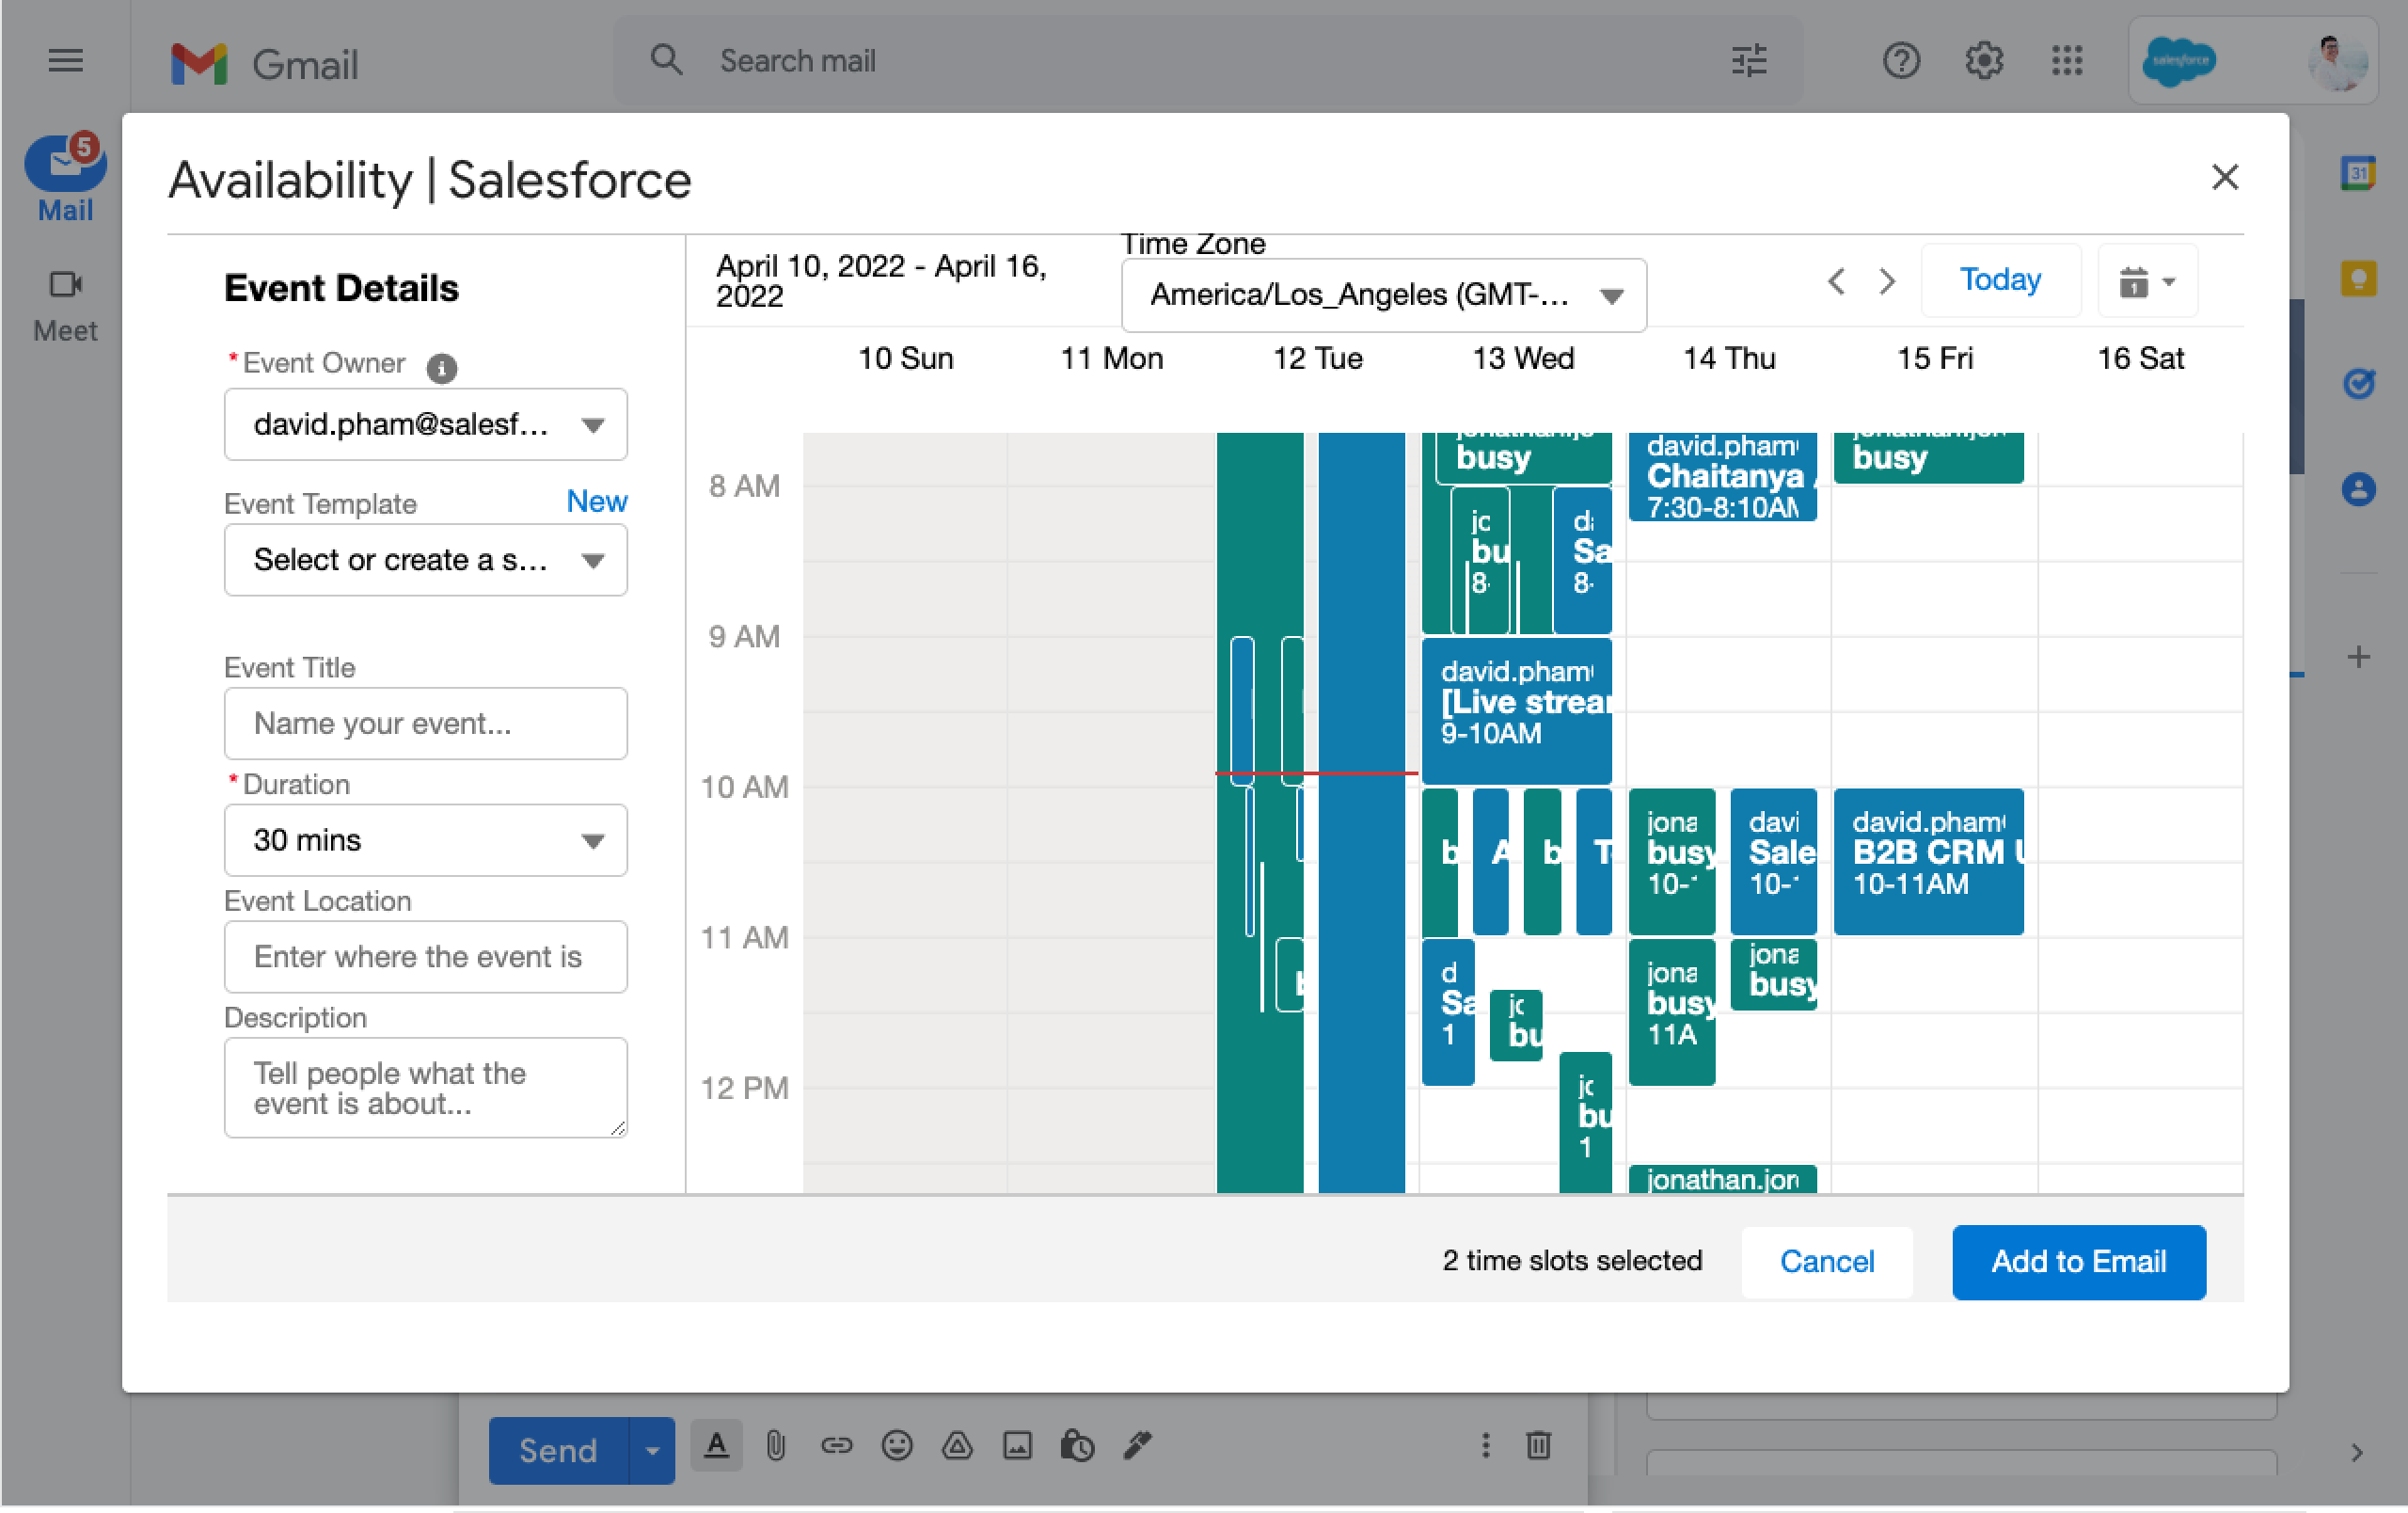 Gmail
Search mail
salesforce
5
Mail
Meet
31
Availability | Salesforce
Event Details
* Event Owner
david.pham@salesf...
Event Template
New
Select or create a s...
Event Title
Name your event...
* Duration
30 mins
Event Location
Enter where the event is
Description
Tell people what the
event is about...
April 10, 2022 - April 16,
2022
Time Zone
America/Los_Angeles (GMT-...
Today
1
10 Sun
11 Mon
12 Tue
13 Wed
14 Thu
15 Fri
16 Sat
8 AM
9 AM
10 AM
11 AM
12 PM
busy
jc
bu
8-
Sa
8-
david.pham
[Live strear
9-10AM
b
A
b
T
d
Sa
1
jc
bu
jc
bu
1
david.pham
Chaitanya
7:30-8:10AM
jona
busy
10-
davi
Sale
10-
jona
busy
11A
jona
busy
jonathan.jor
busy
david.pham
B2B CRM
10-11AM
2 time slots selected
Cancel
Add to Email
Send
A